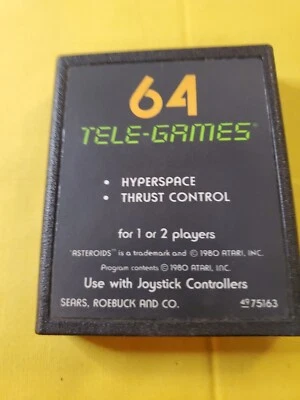 64
TELE-GAMES®
• HYPERSPACE
• THRUST CONTROL
for 1 or 2 players
"ASTEROIDS" is a trademark and © 1980 ATARI, INC.
Program contents © 1980 ATARI, INC.
Use with Joystick Controllers
SEARS, ROEBUCK AND CO. 49 75163